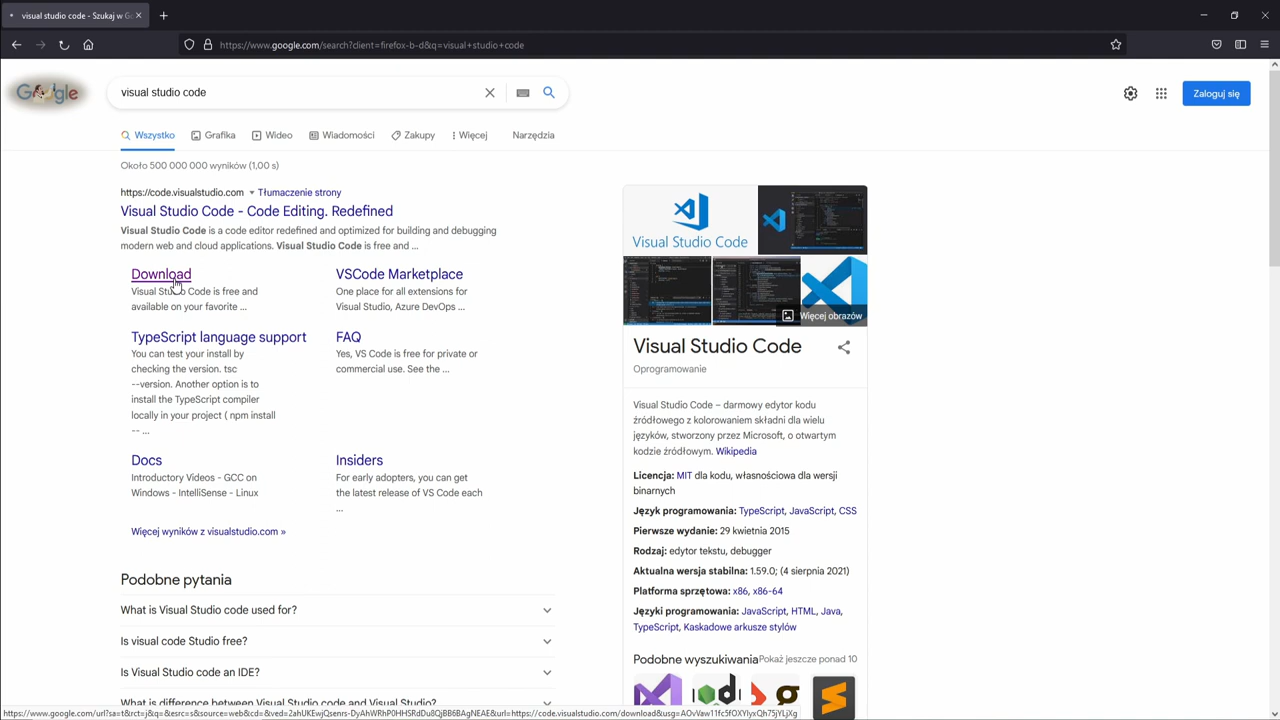 visual studio code - Szukaj w G
https://www.google.com/search?client=firefox-b-d&q=visual+studio+code
Google
visual studio code
Zaloguj się
Wszystko
Grafika
Wideo
Wiadomości
Zakupy
Więcej
Narzędzia
Około 500 000 000 wyników (1,00 s)
https://code.visualstudio.com
Tłumaczenie strony
Visual Studio Code - Code Editing. Redefined
Visual Studio Code is a code editor redefined and optimized for building and debugging
modern web and cloud applications. Visual Studio Code is free and ...
Download
Visual Studio Code is free and
available on your favorite ...
VSCode Marketplace
One place for all extensions for
Visual Studio, Azure DevOps ...
TypeScript language support
You can test your install by
checking the version. tsc
--version. Another option is to
install the TypeScript compiler
locally in your project ( npm install
-- ...
FAQ
Yes, VS Code is free for private or
commercial use. See the ...
Docs
Introductory Videos - GCC on
Windows - IntelliSense - Linux
Insiders
For early adopters, you can get
the latest release of VS Code each
...
Więcej wyników z visualstudio.com »
Podobne pytania
What is Visual Studio code used for?
Is visual code Studio free?
Is Visual Studio code an IDE?
What is difference between Visual Studio code and Visual Studio?
Visual Studio Code
Więcej obrazów
Visual Studio Code
Oprogramowanie
Visual Studio Code – darmowy edytor kodu
źródłowego z kolorowaniem składni dla wielu
języków, stworzony przez Microsoft, o otwartym
kodzie źródłowym. Wikipedia
Licencja: MIT dla kodu, własnościowa dla wersji
binarnych
Język programowania: TypeScript, JavaScript, CSS
Pierwsze wydanie: 29 kwietnia 2015
Rodzaj: edytor tekstu, debugger
Aktualna wersja stabilna: 1.59.0; (4 sierpnia 2021)
Platforma sprzętowa: x86, x86-64
Języki programowania: JavaScript, HTML, Java,
TypeScript, Kaskadowe arkusze stylów
Podobne wyszukiwania
Pokaż jeszcze ponad 10